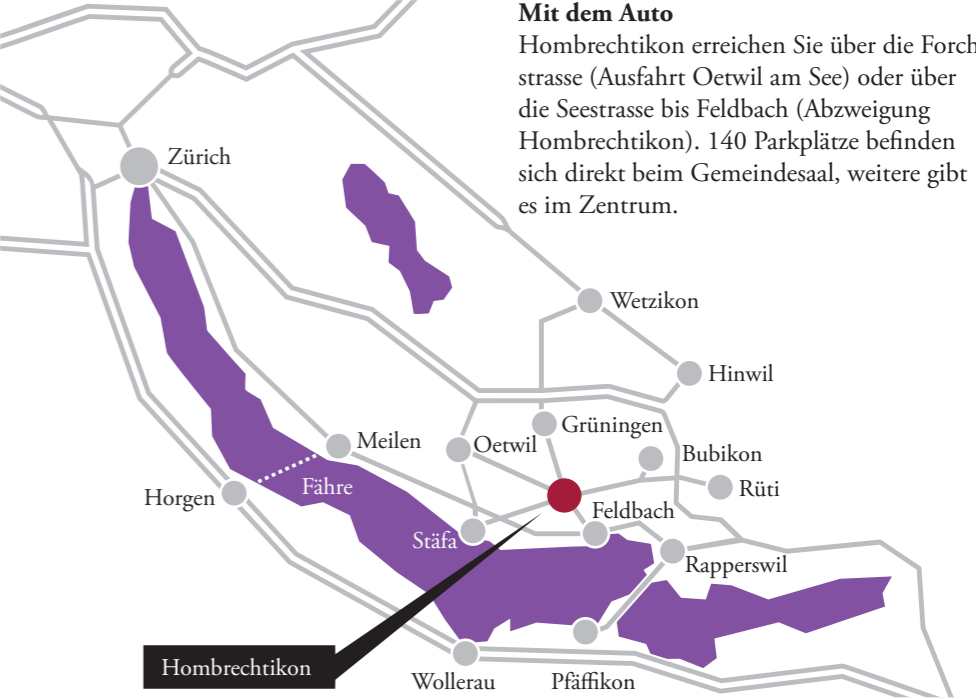 Mit dem Auto
Hombrechtikon erreichen Sie über die Forch
strasse (Ausfahrt Oetwil am See) oder über
die Seestrasse bis Feldbach (Abzweigung
Hombrechtikon). 140 Parkplätze befinden
sich direkt beim Gemeindesaal, weitere gibt
es im Zentrum.
Zürich
Wetzikon
Hinwil
Grüningen
Meilen
Oetwil
Bubikon
Horgen
Fähre
Rüti
Feldbach
Stäfa
Rapperswil
Hombrechtikon
Wollerau
Pfäffikon